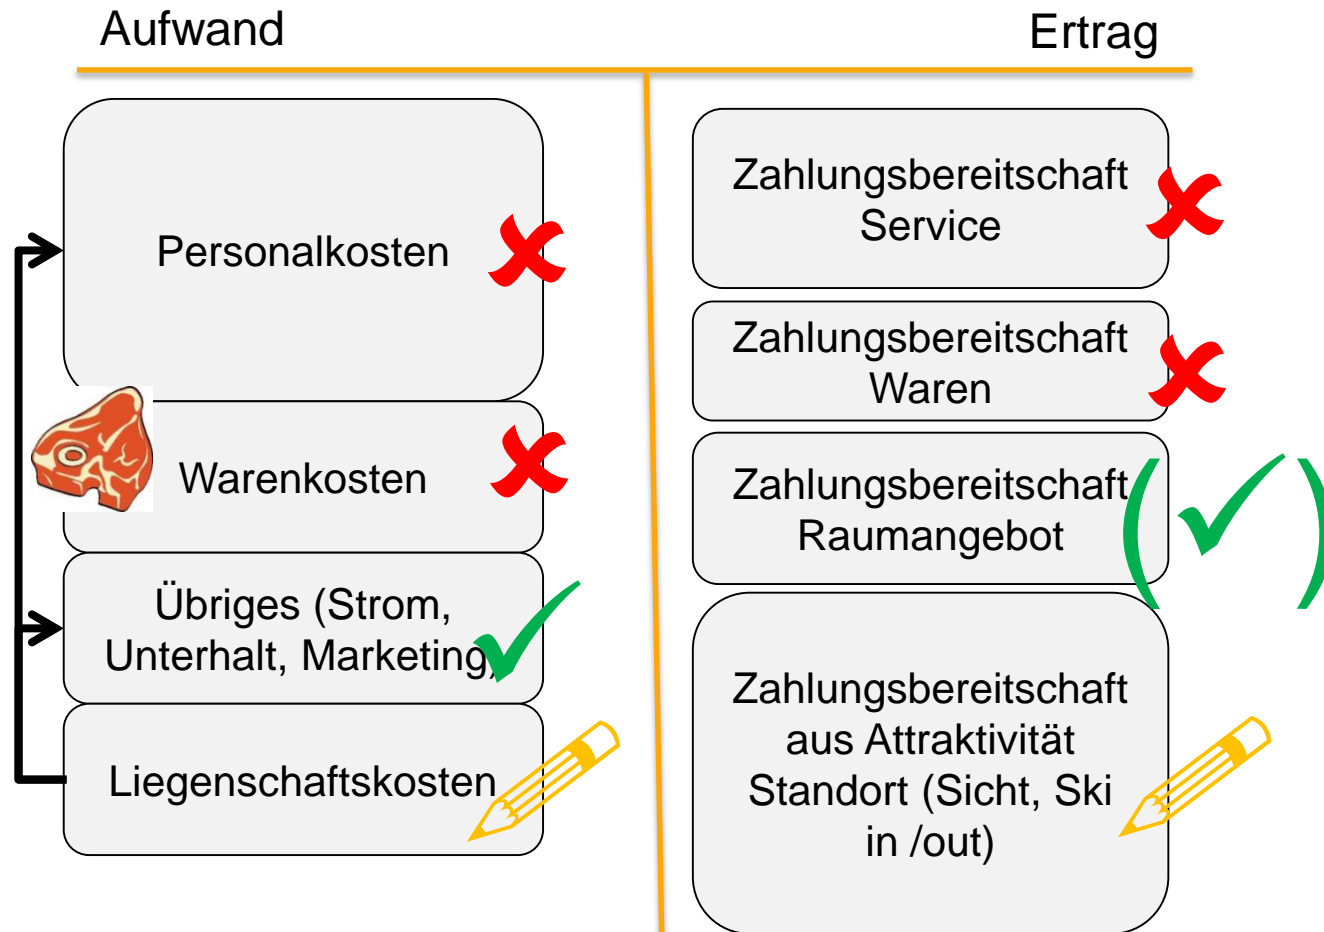 Aufwand
Ertrag
Personalkosten
Warenkosten
Übriges (Strom,
Unterhalt, Marketing)
Liegenschaftskosten
Zahlungsbereitschaft
Service
Zahlungsbereitschaft
Waren
Zahlungsbereitschaft
Raumangebot
Zahlungsbereitschaft
aus Attraktivität
Standort (Sicht, Ski
in /out)